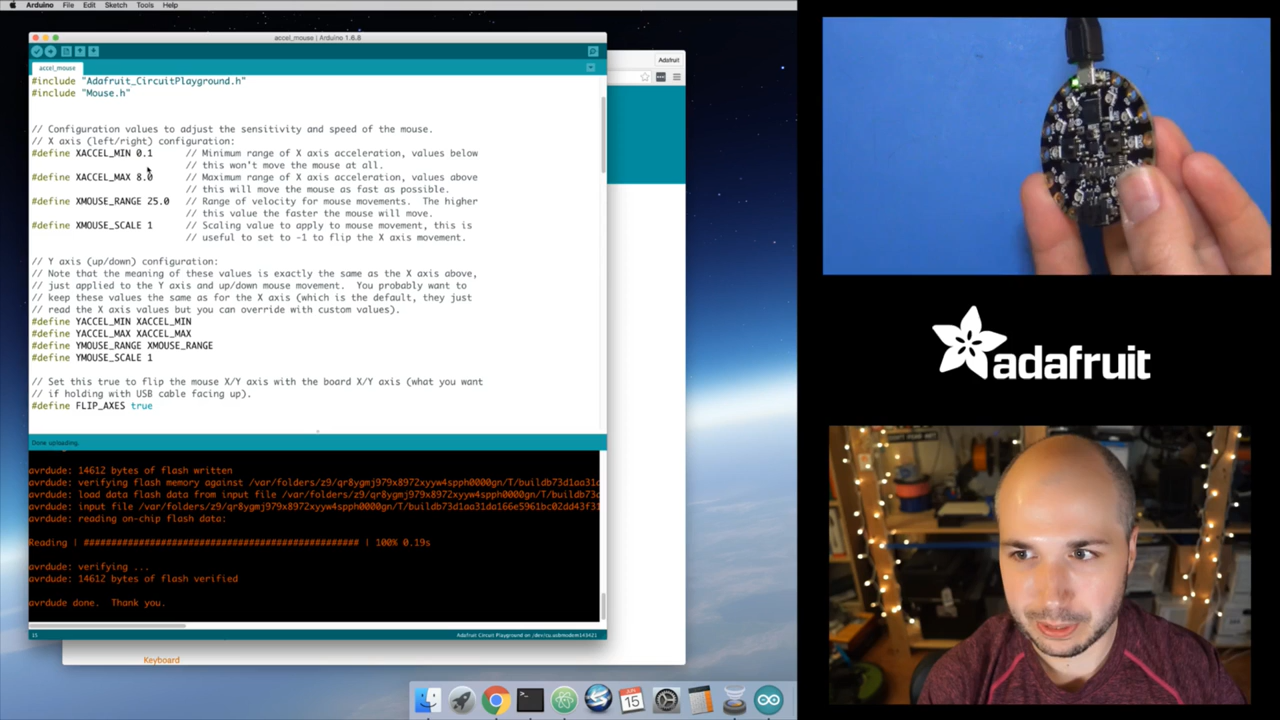 Arduino File Edit Sketch Tools Help
accel_mouse | Arduino 1.6.8
Adafruit
accel_mouse
#include "Adafruit_CircuitPlayground.h"
#include "Mouse.h"
// Configuration values to adjust the sensitivity and speed of the mouse.
// X axis (left/right) configuration:
#define XACCEL_MIN 0.1 // Minimum range of X axis acceleration, values below
// this won't move the mouse at all.
#define XACCEL_MAX 8.0 // Maximum range of X axis acceleration, values above
// this will move the mouse as fast as possible.
#define XMOUSE_RANGE 25.0 // Range of velocity for mouse movements. The higher
// this value the faster the mouse will move.
#define XMOUSE_SCALE 1 // Scaling value to apply to mouse movement, this is
// useful to set to -1 to flip the X axis movement.
// Y axis (up/down) configuration:
// Note that the meaning of these values is exactly the same as the X axis above,
// just applied to the Y axis and up/down mouse movement. You probably want to
// keep these values the same as for the X axis (which is the default, they just
// read the X axis values but you can override with custom values).
#define YACCEL_MIN XACCEL_MIN
#define YACCEL_MAX XACCEL_MAX
#define YMOUSE_RANGE XMOUSE_RANGE
#define YMOUSE_SCALE 1
// Set this true to flip the mouse X/Y axis with the board X/Y axis (what you want
// if holding with USB cable facing up).
#define FLIP_AXES true
Done uploading.
avrdude: 14612 bytes of flash written
avrdude: verifying flash memory against /var/folders/z9/qr8ygmj979x8972xyyw4spph0000gn/T/buildb73d1aa31d
avrdude: load data flash data from input file /var/folders/z9/qr8ygmj979x8972xyyw4spph0000gn/T/buildb73d
avrdude: input file /var/folders/z9/qr8ygmj979x8972xyyw4spph0000gn/T/buildb73d1aa31da166e5961bc02dd43f31
avrdude: reading on-chip flash data:
Reading | ################################################## | 100% 0.19s
avrdude: verifying ...
avrdude: 14612 bytes of flash verified
avrdude done. Thank you.
15
Adafruit Circuit Playground on /dev/cu.usbmodem143421
Keyboard
JUN
15
adafruit